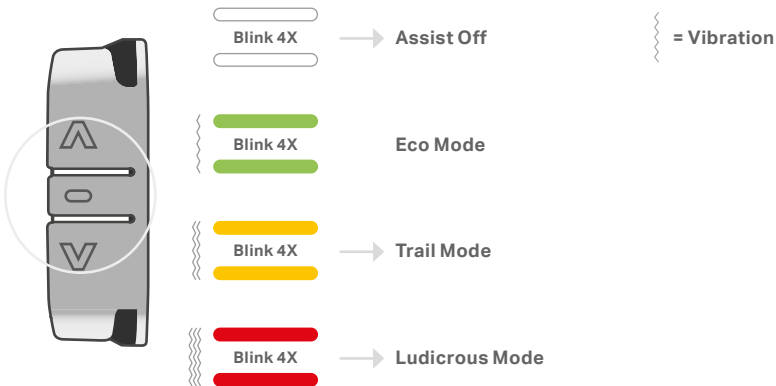 Blink 4X Assist Off
= Vibration
Blink 4X Eco Mode
Blink 4X Trail Mode
Blink 4X Ludicrous Mode